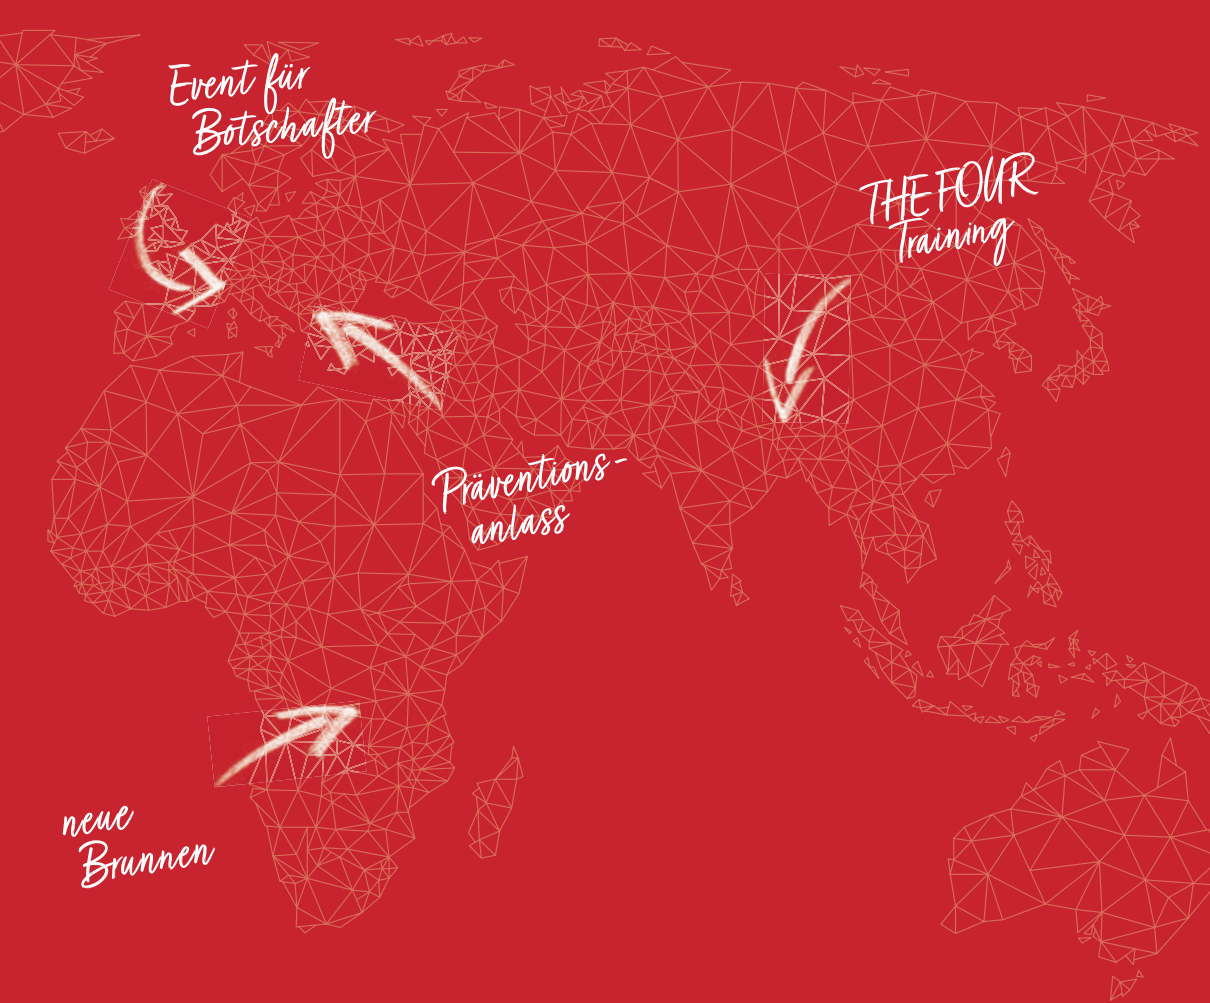 Event für
Botschafter
THE FOUR
Training
Präventions-
anlass
neue
Brunnen